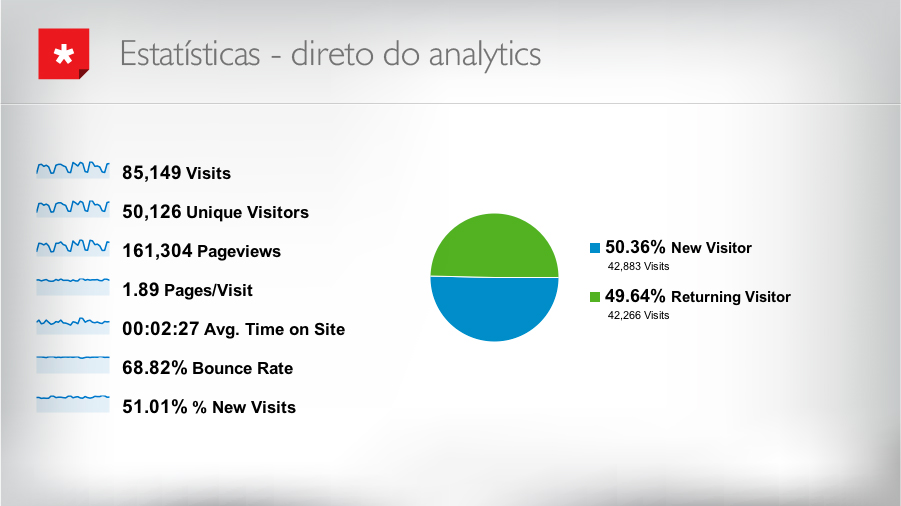 Estatísticas - direto do analytics
85,149 Visits
50,126 Unique Visitors
161,304 Pageviews
1.89 Pages/Visit
00:02:27 Avg. Time on Site
68.82% Bounce Rate
51.01% % New Visits
50.36% New Visitor
42,883 Visits
49.64% Returning Visitor
42,266 Visits